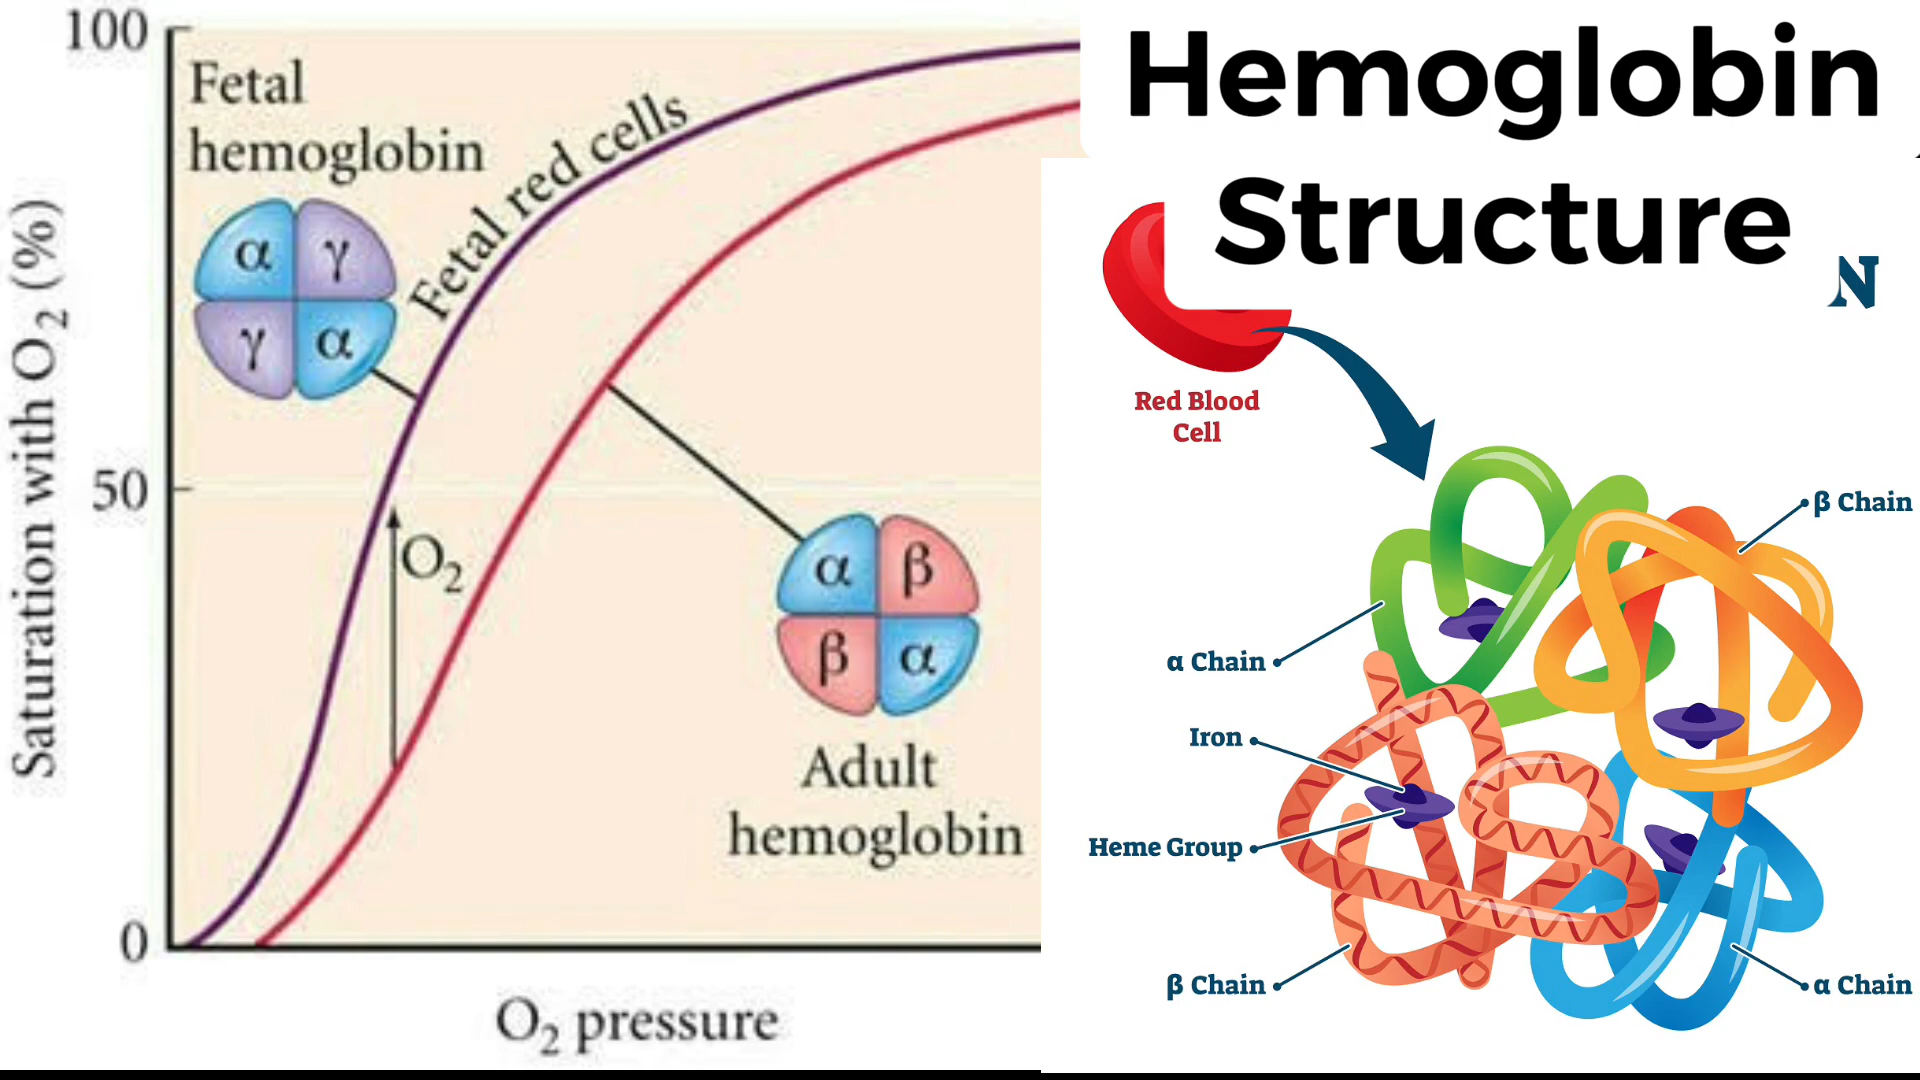 100
Fetal
hemoglobin
α γ
γ α
Fetal red cells
Saturation with O₂ (%)
50
O₂
α β
β α
Adult
hemoglobin
0
O₂ pressure
Hemoglobin
Structure
N
Red Blood
Cell
β Chain
α Chain
Iron
Heme Group
β Chain
α Chain